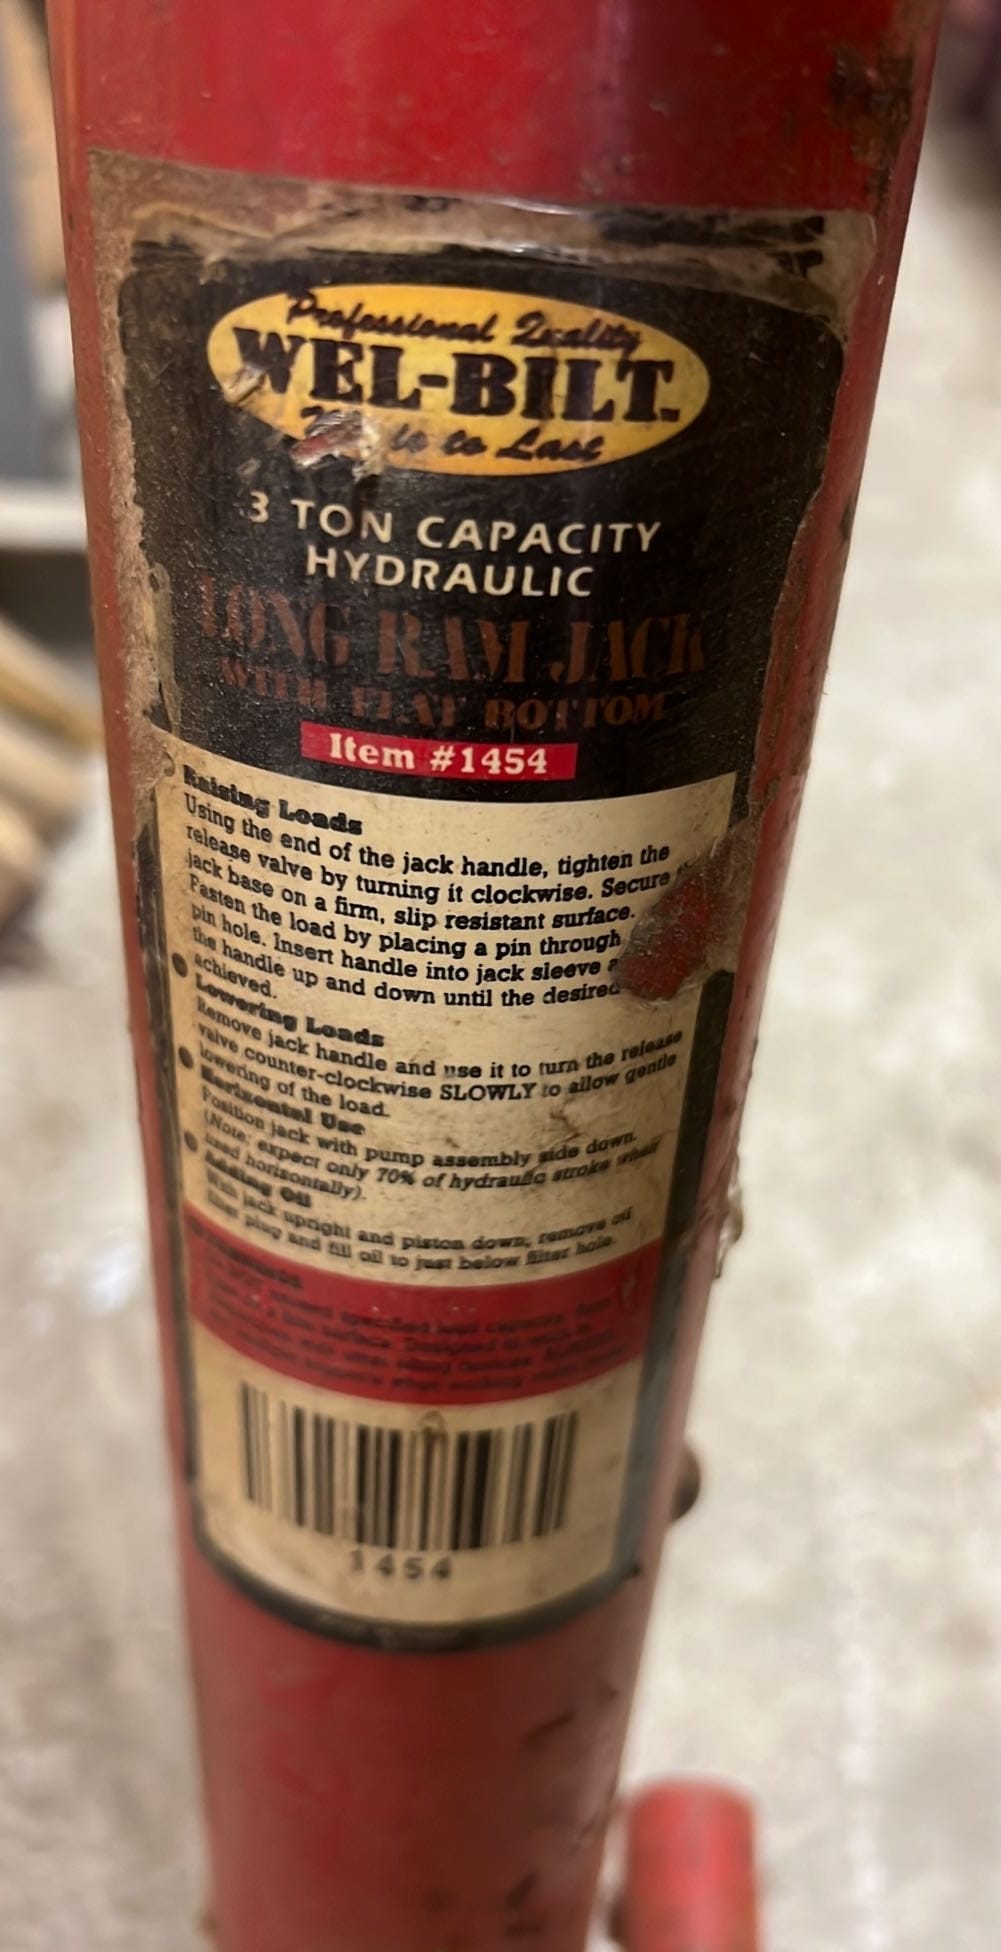 Professional Quality
WEL-BILT
to Last
3 TON CAPACITY
HYDRAULIC
LONG RAM JACK
WITH FLAT BOTTOM
Item #1454
Raising Loads
Using the end of the jack handle, tighten the
release valve by turning it clockwise. Secure
jack base on a firm, slip resistant surface.
Fasten the load by placing a pin through
pin hole. Insert handle into jack sleeve
the handle up and down until the desired
achieved.
Lowering Loads
Remove jack handle and use it to turn the release
valve counter-clockwise SLOWLY to allow gentle
lowering of the load.
Horizontal Use
Position jack with pump assembly side down.
(Note: expect only 70% of hydraulic stroke when
used horizontally).
Adding Oil
With jack upright and piston down, remove oil
filter plug and fill oil to just below filter hole.
1454